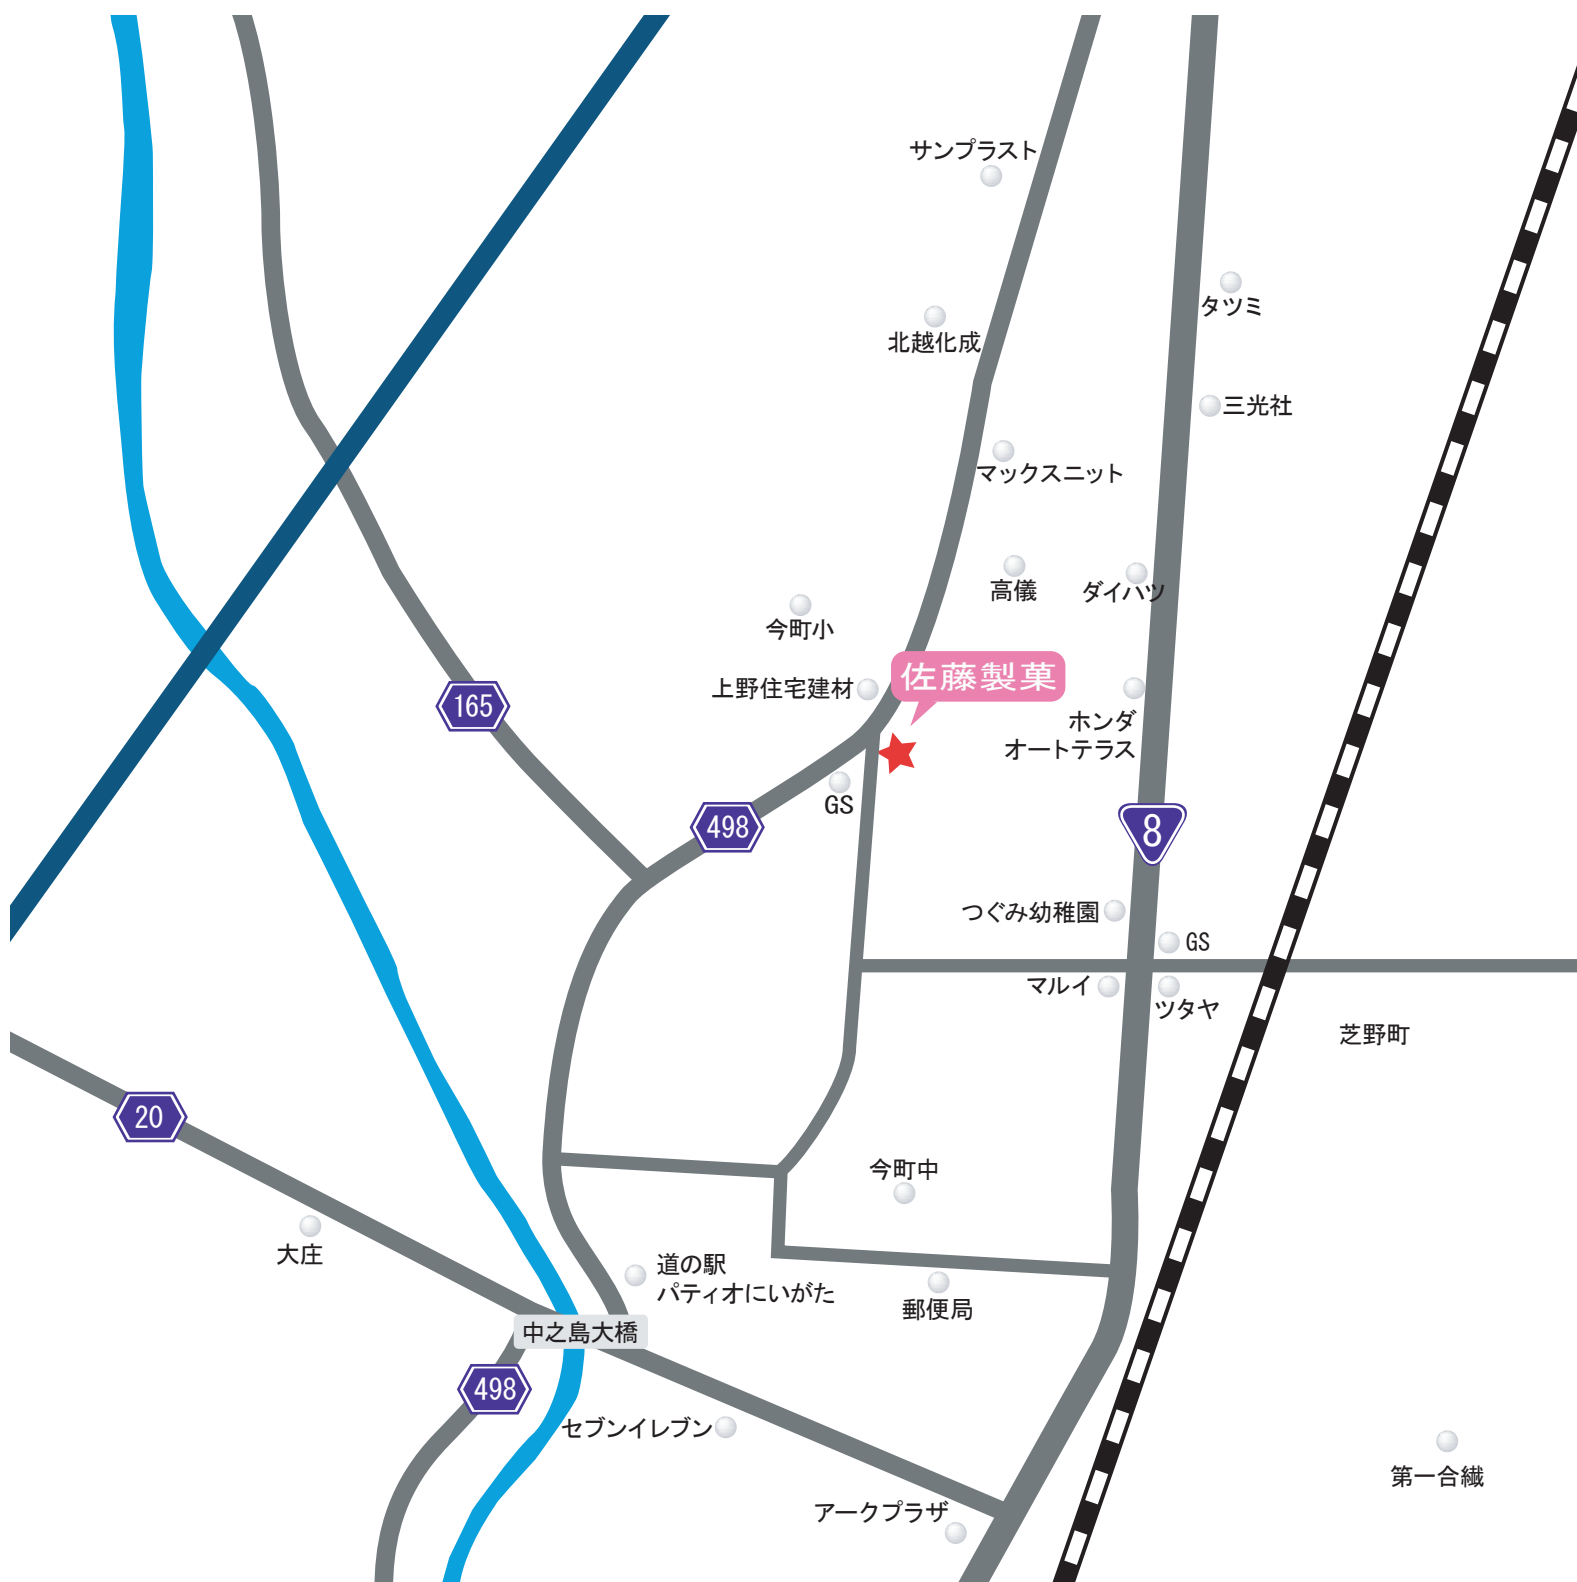 サンプラスト
タツミ
北越化成
三光社
マックスニット
高儀
ダイハツ
今町小
佐藤製菓
上野住宅建材
165
ホンダ
オートテラス
GS
498
8
つぐみ幼稚園
GS
マルイ
ツタヤ
芝野町
20
今町中
大庄
道の駅
パティオにいがた
郵便局
中之島大橋
498
セブンイレブン
第一合繊
アークプラザ